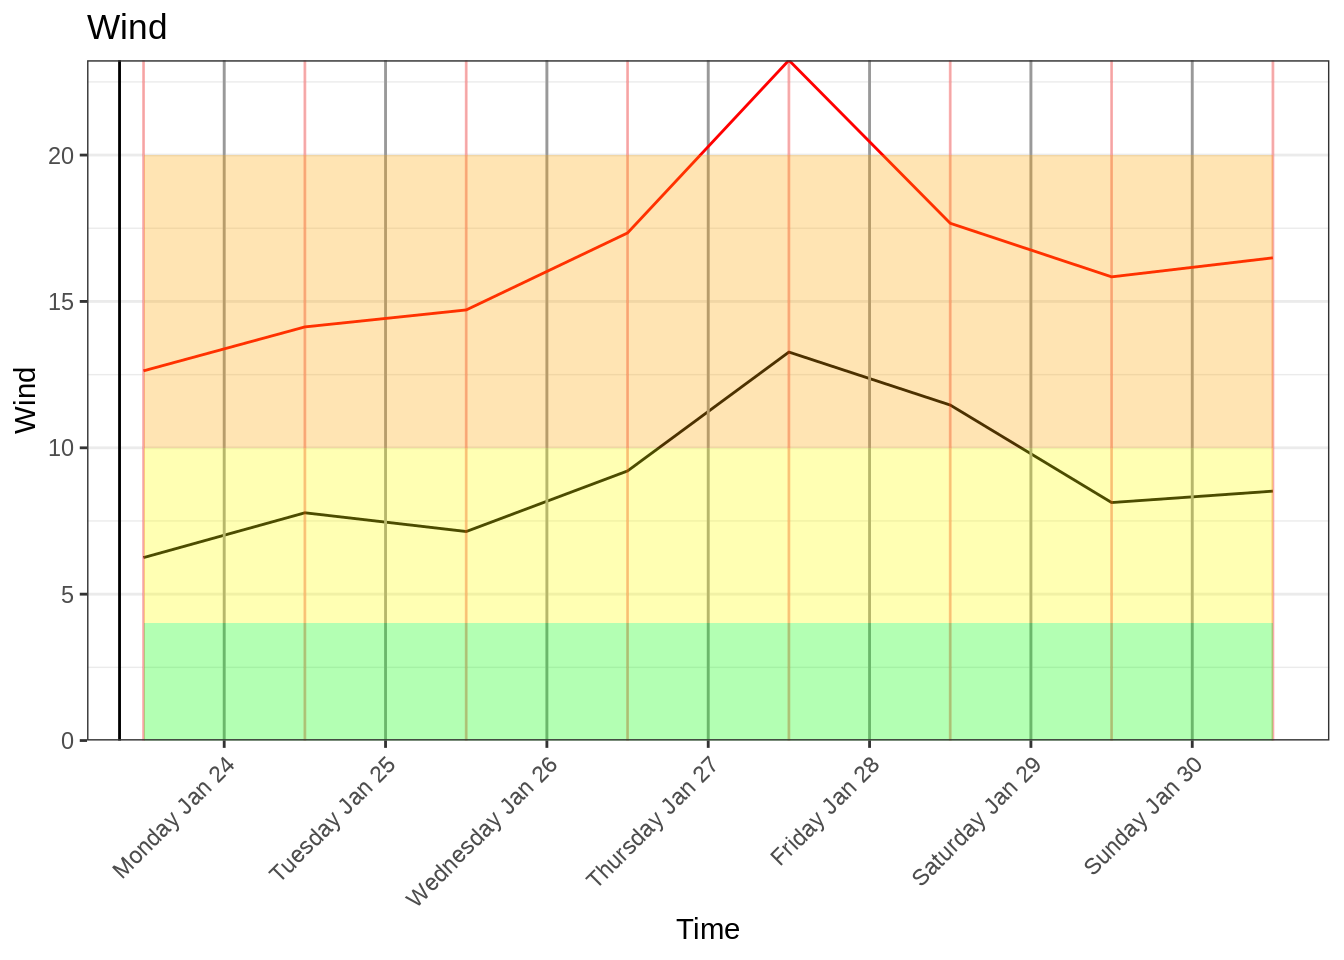 Wind
Wind
20
15
10
5
0
Monday Jan 24
Tuesday Jan 25
Wednesday Jan 26
Thursday Jan 27
Friday Jan 28
Saturday Jan 29
Sunday Jan 30
Time